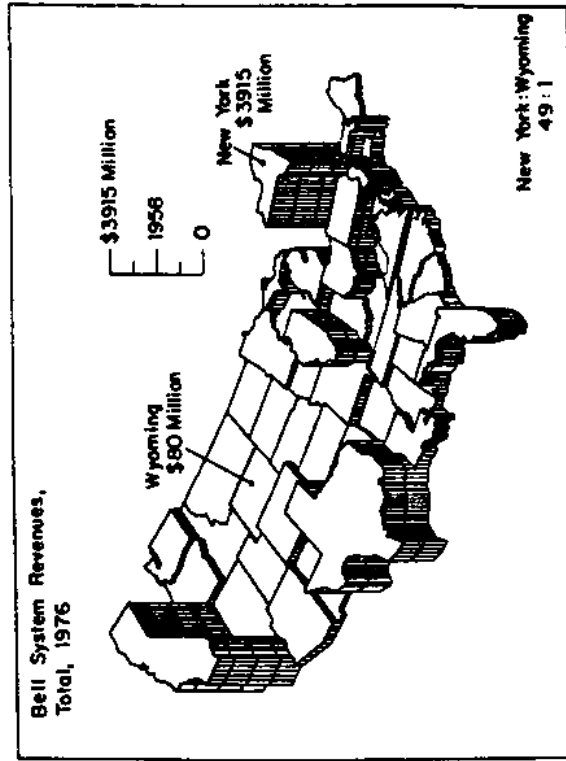 Bell System Revenues,
Total, 1976
Wyoming
$80 Million
$3915 Million
1958
0
New York
$3915
Million
New York:Wyoming
49:1